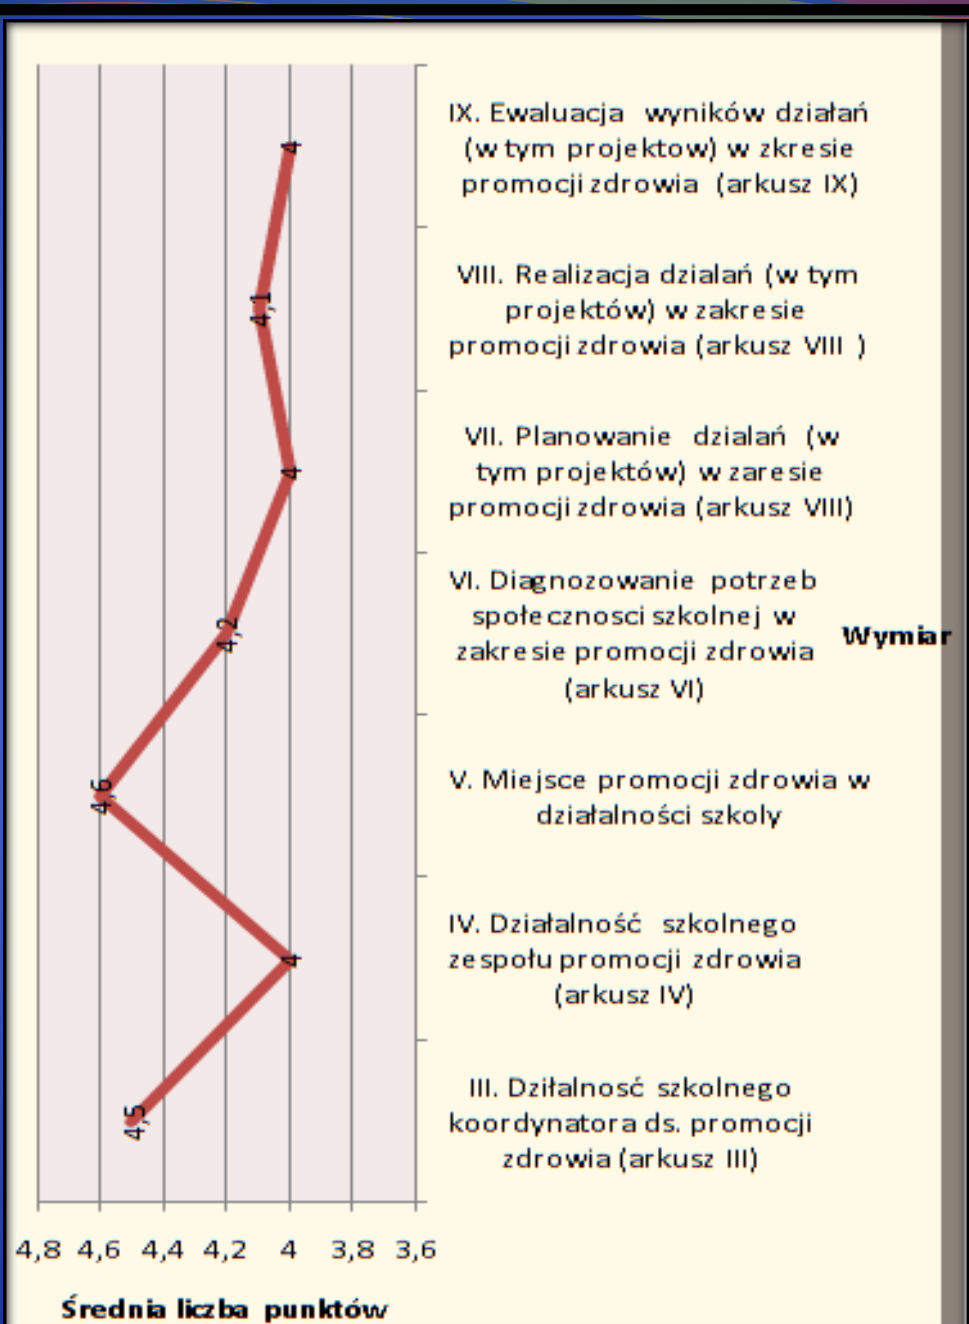 IX. Ewaluacja wyników działań
(w tym projektow) w zkresie
promocji zdrowia (arkusz IX)
4
VIII. Realizacja dzialań (w tym
projektów) w zakresie
promocji zdrowia (arkusz VIII )
4,1
VII. Planowanie dzialań (w
tym projektów) w zaresie
promocji zdrowia (arkusz VIII)
4
VI. Diagnozowanie potrzeb
społecznosci szkolnej w
zakresie promocji zdrowia
(arkusz VI)
4,2
Wymiar
V. Miejsce promocji zdrowia w
działalności szkoly
4,6
IV. Działalność szkolnego
zespołu promocji zdrowia
(arkusz IV)
4
III. Dziłalnosć szkolnego
koordynatora ds. promocji
zdrowia (arkusz III)
4,5
4,8 4,6 4,4 4,2 4 3,8 3,6
Średnia liczba punktów